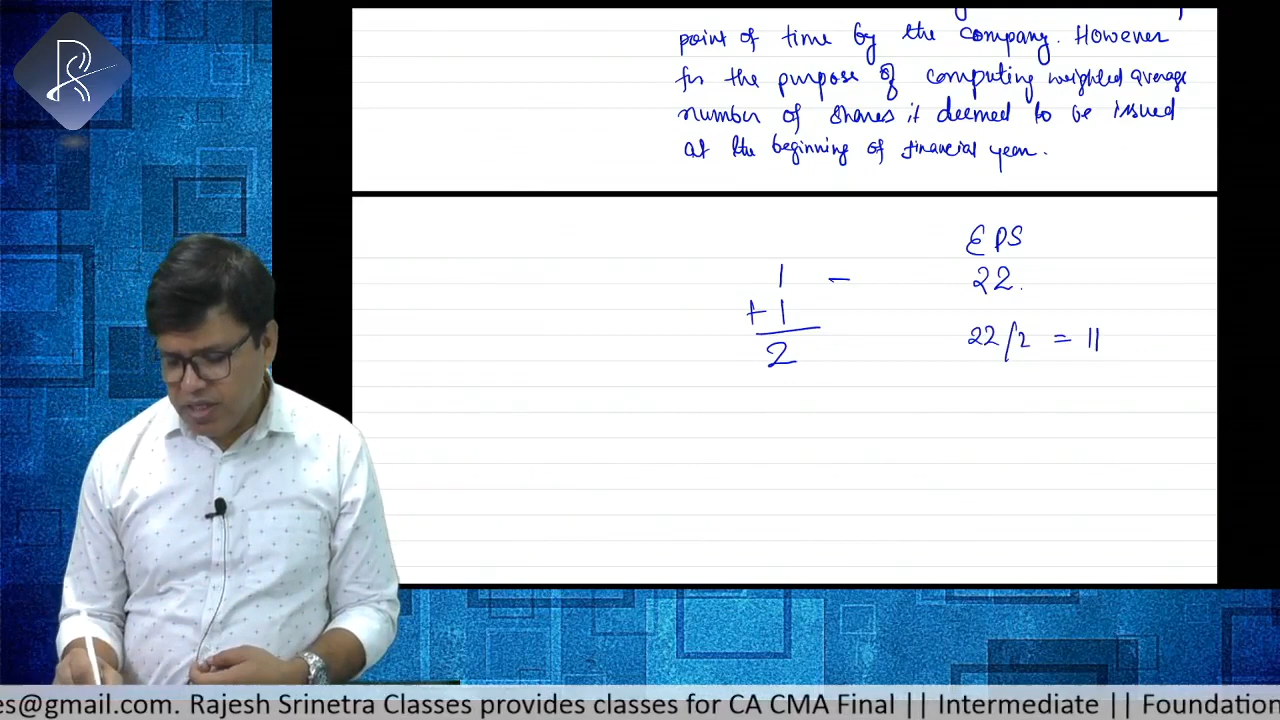 point of time by the company. However
for the purpose of computing weighted average
number of shares it deemed to be issued
at the beginning of financial year.
EPS
1 – 22.
+1
2 22/2 = 11
es@gmail.com. Rajesh Srinetra Classes provides classes for CA CMA Final || Intermediate || Foundation